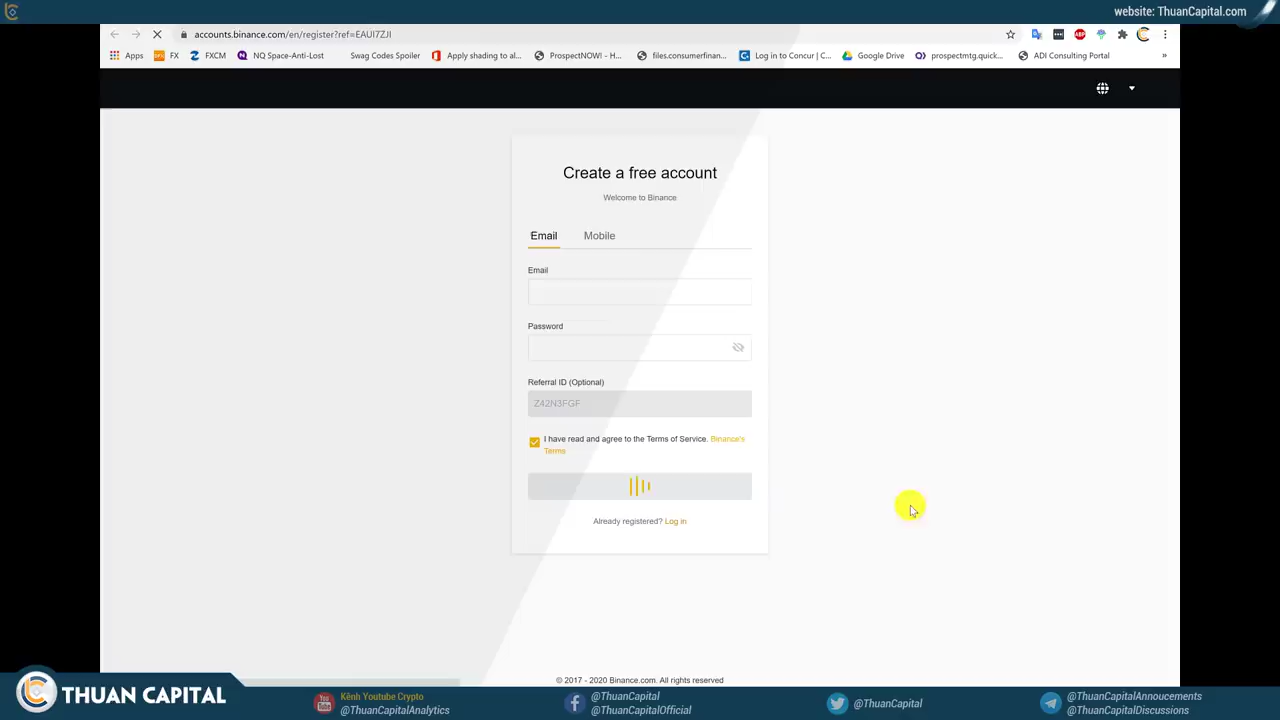 website: ThuanCapital.com
accounts.binance.com/en/register?ref=EAUI7ZJI
Apps FX FXCM NQ Space-Anti-Lost Swag Codes Spoiler Apply shading to al... ProspectNOW! - H... files.consumerfinan... Log in to Concur | C... Google Drive prospectmtg.quick... ADI Consulting Portal »
Create a free account
Welcome to Binance
Email Mobile
Email
Password
Referral ID (Optional)
Z42N3FGF
I have read and agree to the Terms of Service. Binance's
Terms
Already registered? Log in
© 2017 - 2020 Binance.com. All rights reserved
THUAN CAPITAL
Kênh Youtube Crypto
@ThuanCapitalAnalytics
@ThuanCapital
@ThuanCapitalOfficial
@ThuanCapital
@ThuanCapitalAnnoucements
@ThuanCapitalDiscussions